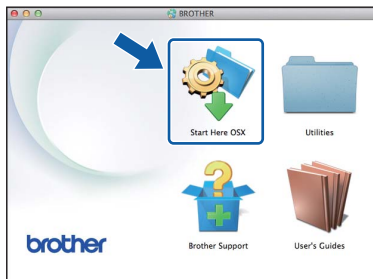 BROTHER
Start Here OSX
Utilities
Brother Support
User's Guides
brother